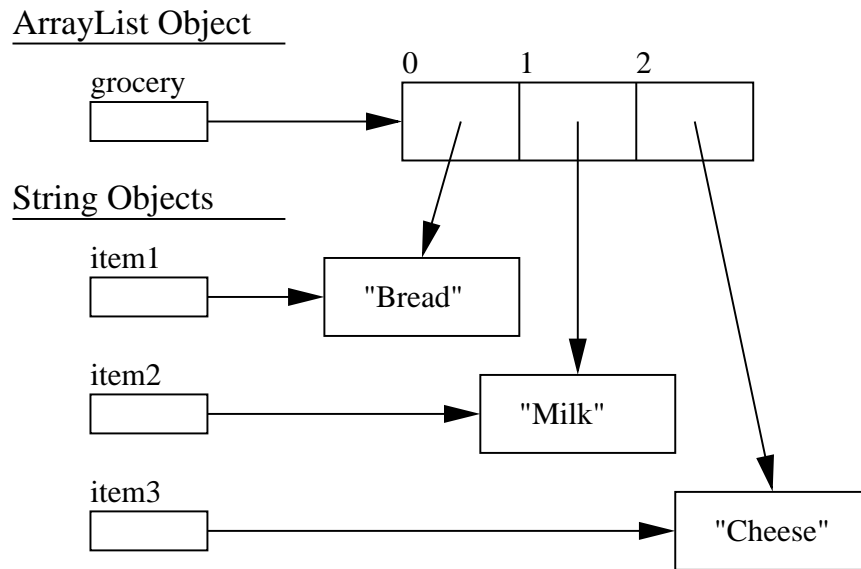 ArrayList Object
grocery
0 1 2
String Objects
item1
"Bread"
item2
"Milk"
item3
"Cheese"